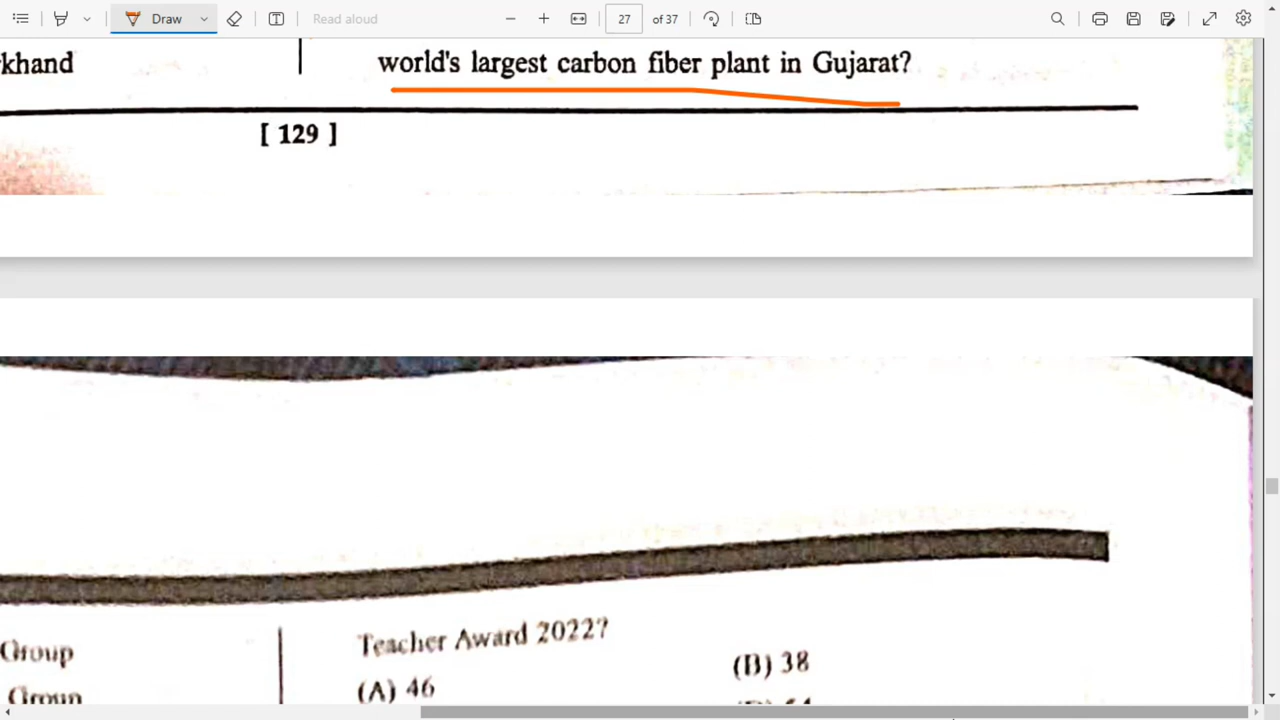 Draw
Read aloud
27
of 37
khand
world's largest carbon fiber plant in Gujarat?
[ 129 ]
Group
Group
Teacher Award 2022?
(A) 46
(B) 38